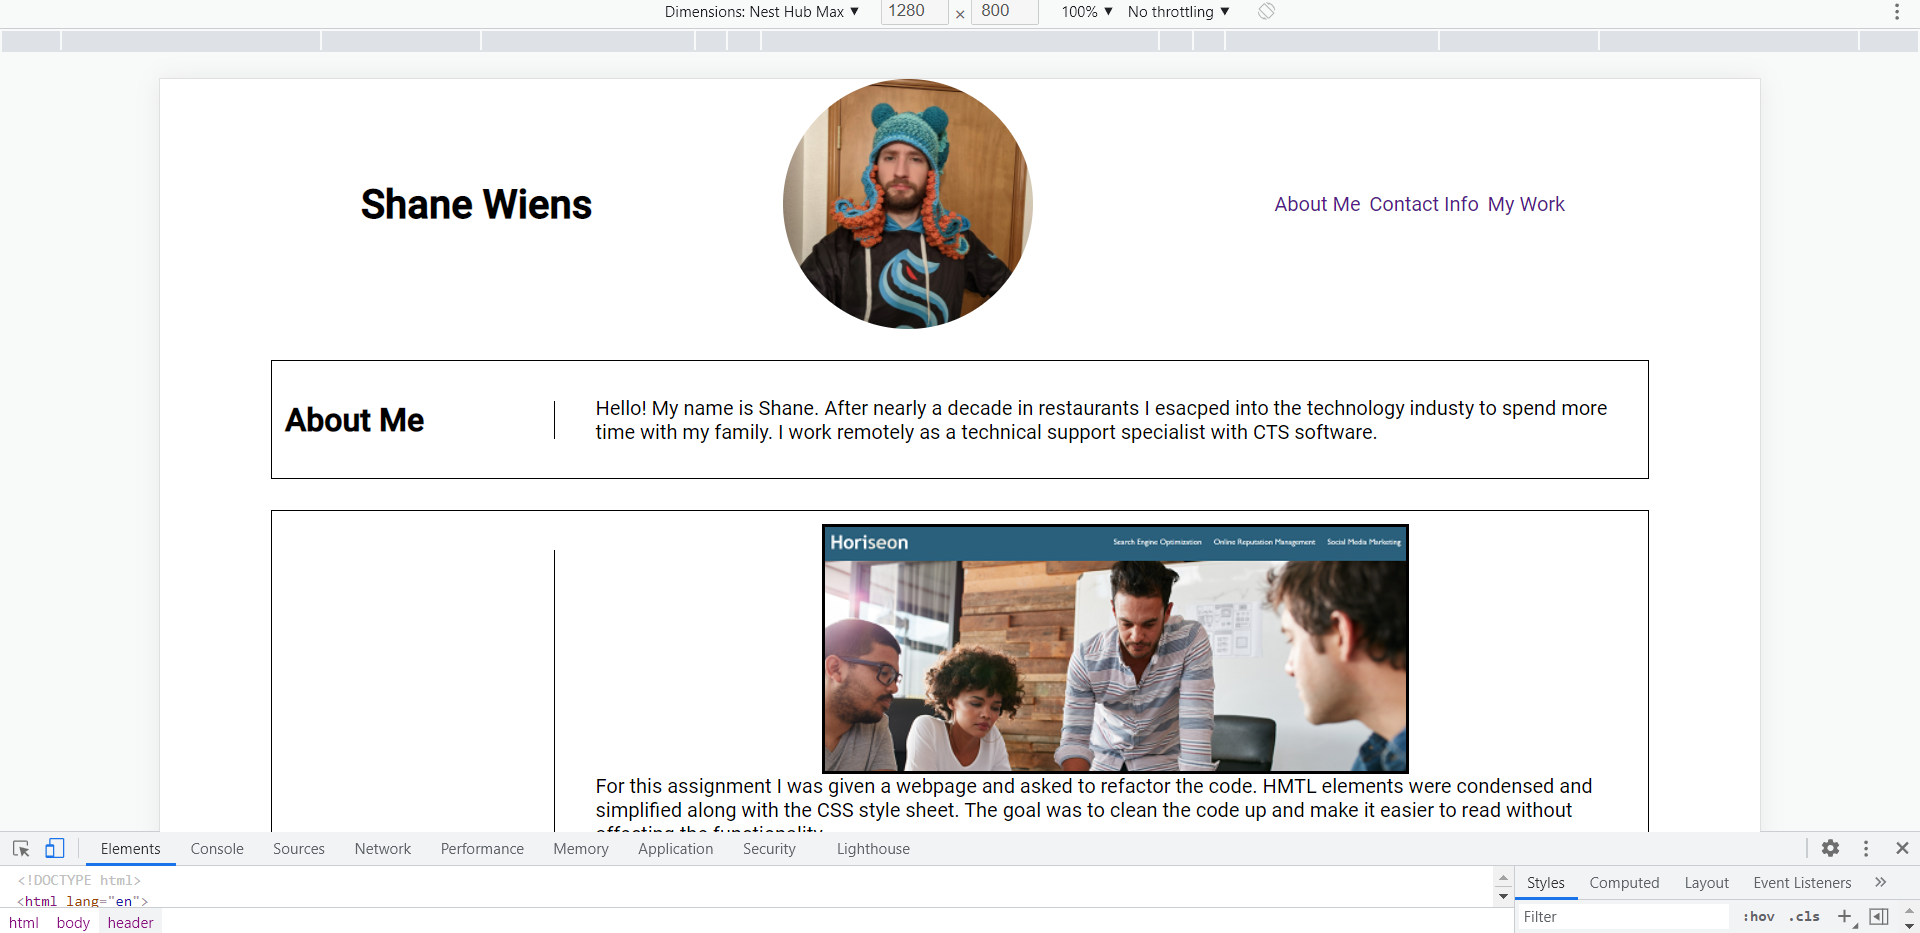 Dimensions: Nest Hub Max ▼ 1280 × 800 100% ▼ No throttling ▼
Shane Wiens
About Me Contact Info My Work
About Me
Hello! My name is Shane. After nearly a decade in restaurants I esacped into the technology industy to spend more
time with my family. I work remotely as a technical support specialist with CTS software.
Horiseon
Search Engine Optimization Online Reputation Management Social Media Marketing
For this assignment I was given a webpage and asked to refactor the code. HMTL elements were condensed and
simplified along with the CSS style sheet. The goal was to clean the code up and make it easier to read without
affecting the functionality.
Elements Console Sources Network Performance Memory Application Security Lighthouse
<!DOCTYPE html>
<html lang="en">
html body header
Styles Computed Layout Event Listeners »
Filter :hov .cls +